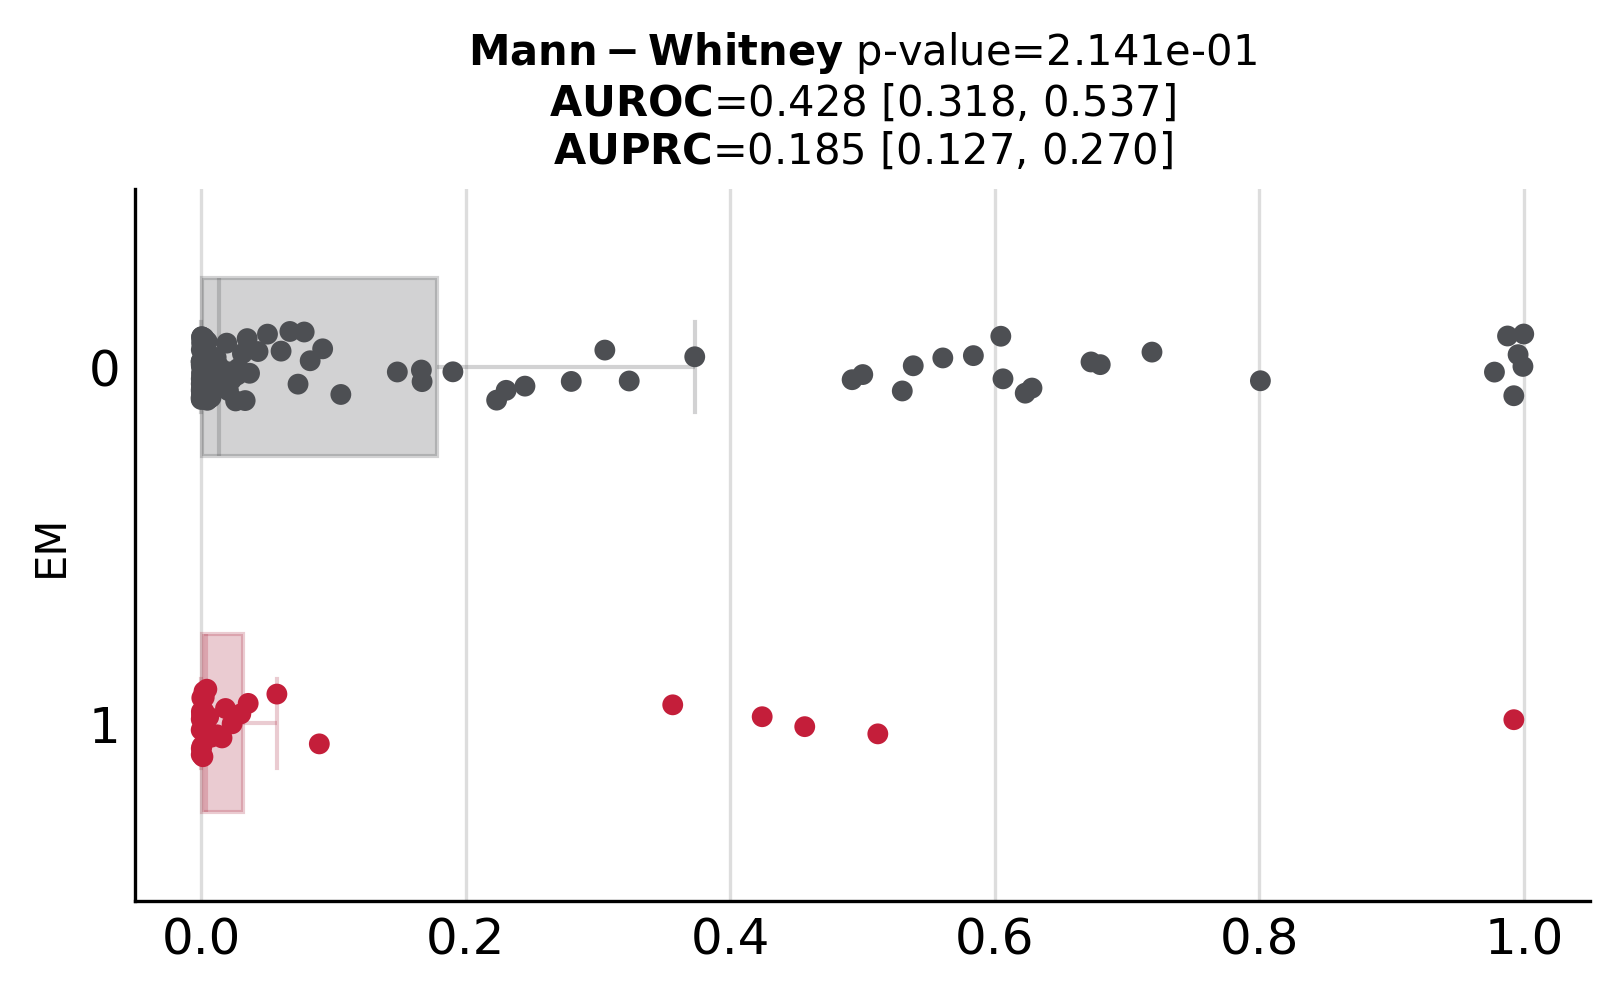 Mann−Whitney p-value=2.141e-01
AUROC=0.428 [0.318, 0.537]
AUPRC=0.185 [0.127, 0.270]
0
EM
1
0.0 0.2 0.4 0.6 0.8 1.0